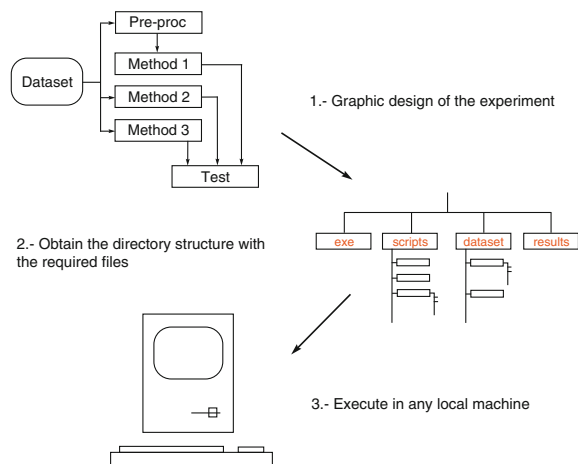 Pre-proc
Dataset
Method 1
Method 2
Method 3
Test
1.- Graphic design of the experiment
exe
scripts
dataset
results
2.- Obtain the directory structure with
the required files
3.- Execute in any local machine